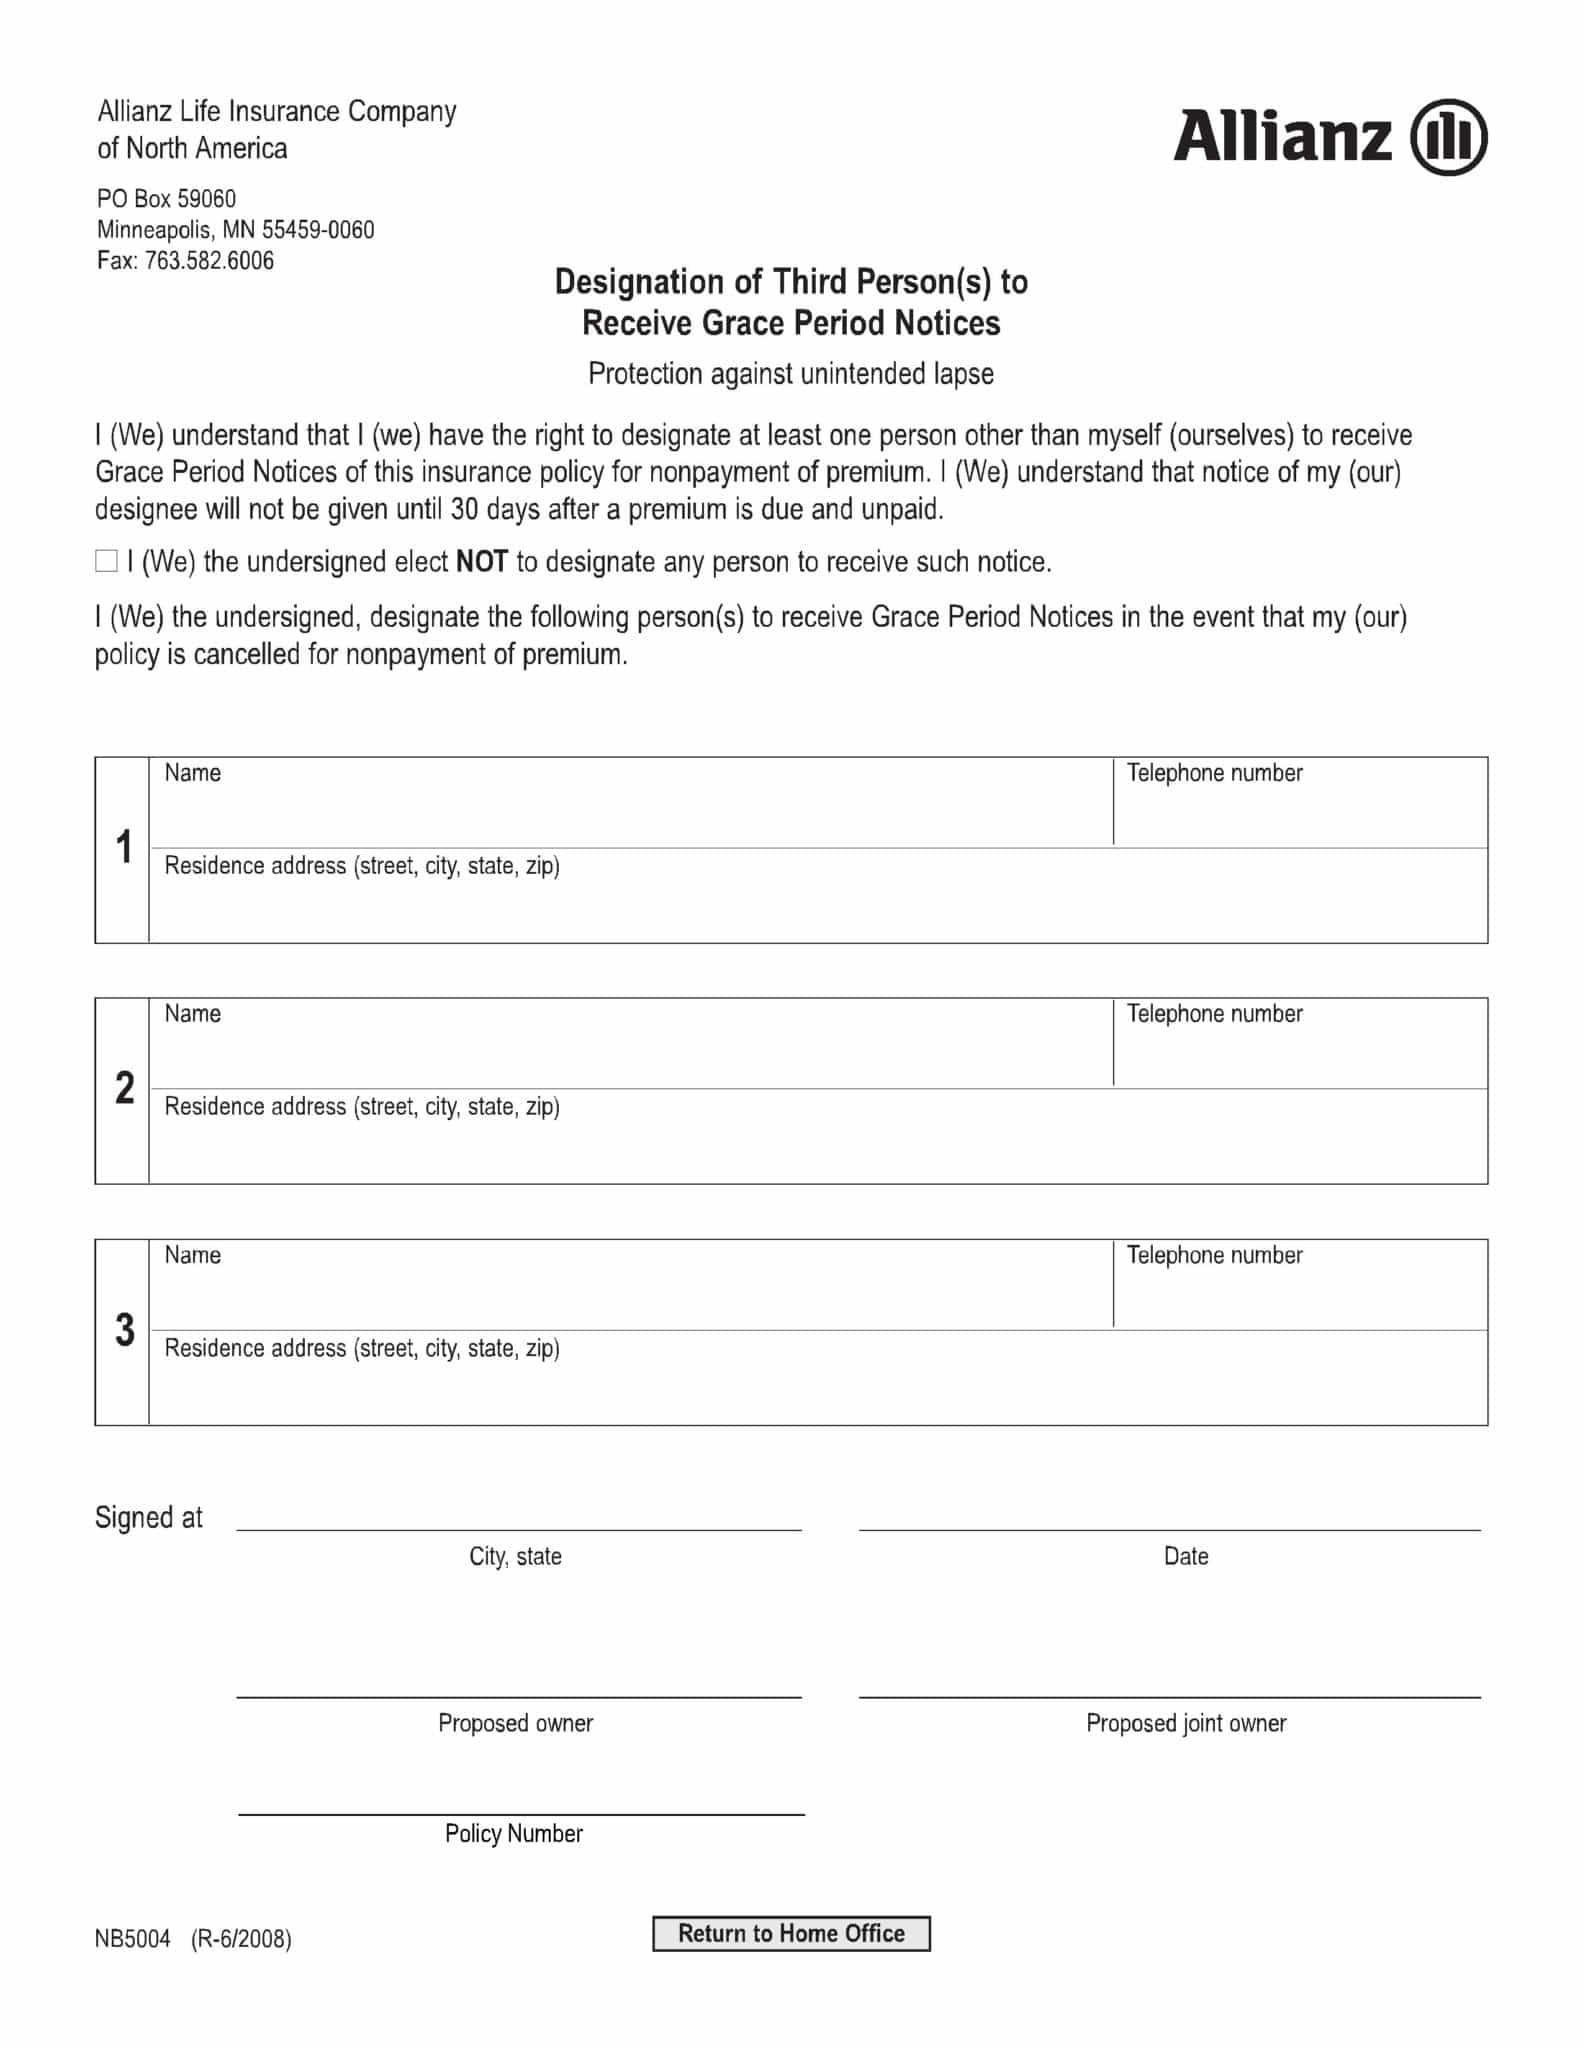 Allianz Life Insurance Company
of North America
Allianz
PO Box 59060
Minneapolis, MN 55459-0060
Fax: 763.582.6006
Designation of Third Person(s) to
Receive Grace Period Notices
Protection against unintended lapse
I (We) understand that I (we) have the right to designate at least one person other than myself (ourselves) to receive
Grace Period Notices of this insurance policy for nonpayment of premium. I (We) understand that notice of my (our)
designee will not be given until 30 days after a premium is due and unpaid.
I (We) the undersigned elect NOT to designate any person to receive such notice.
I (We) the undersigned, designate the following person(s) to receive Grace Period Notices in the event that my (our)
policy is cancelled for nonpayment of premium.
Name Telephone number
1
Residence address (street, city, state, zip)
Name Telephone number
2
Residence address (street, city, state, zip)
Name Telephone number
3
Residence address (street, city, state, zip)
Signed at
City, state Date
Proposed owner Proposed joint owner
Policy Number
NB5004 (R-6/2008) Return to Home Office